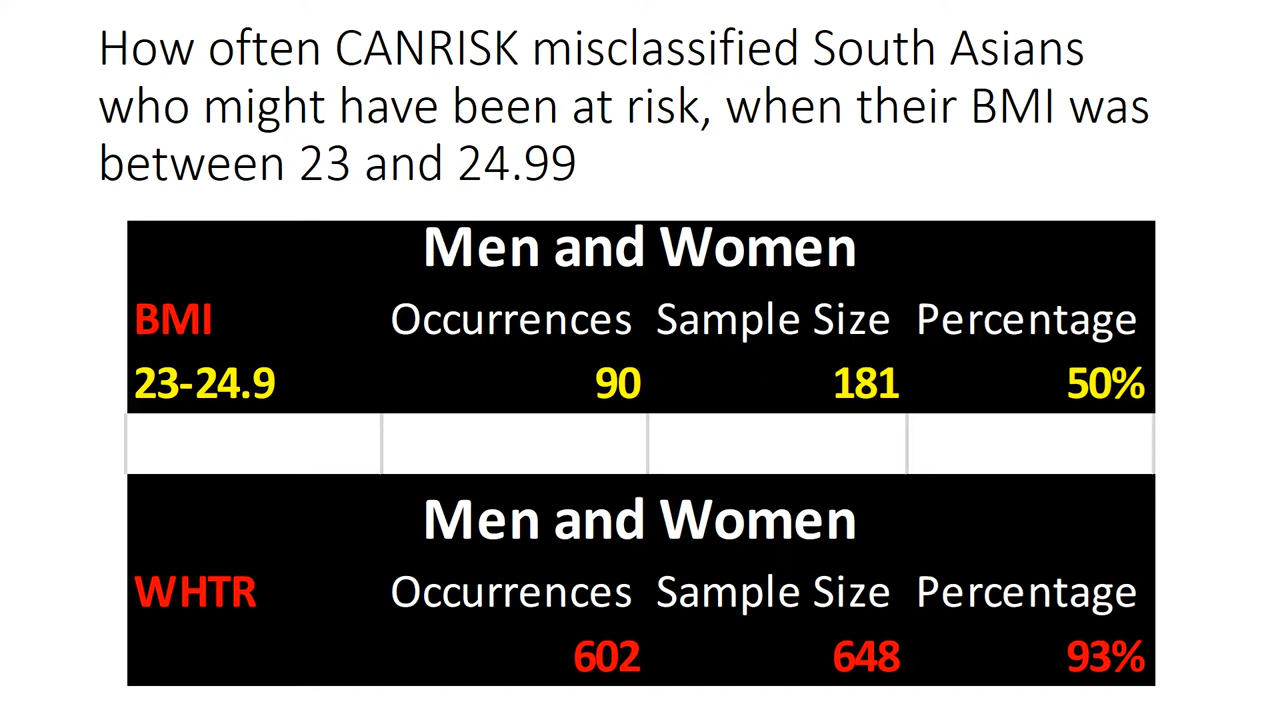 How often CANRISK misclassified South Asians
who might have been at risk, when their BMI was
between 23 and 24.99
Men and Women
BMI Occurrences Sample Size Percentage
23-24.9 90 181 50%
Men and Women
WHTR Occurrences Sample Size Percentage
602 648 93%